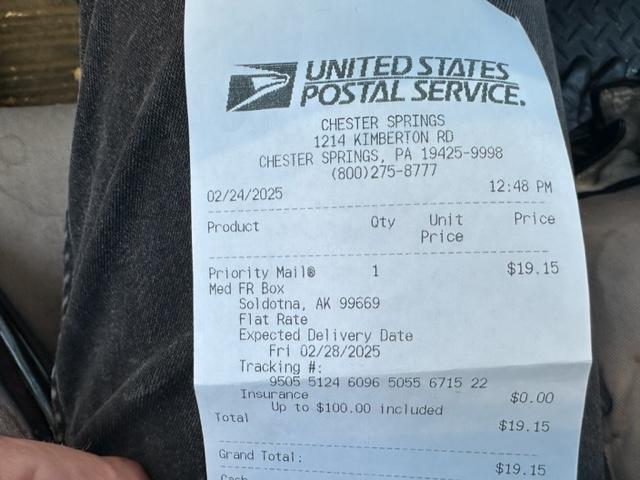 UNITED STATES
POSTAL SERVICE.
CHESTER SPRINGS
1214 KIMBERTON RD
CHESTER SPRINGS, PA 19425-9998
(800)275-8777
02/24/2025 12:48 PM
Product Qty Unit Price
Price
Priority Mail® 1 $19.15
Med FR Box
Soldotna, AK 99669
Flat Rate
Expected Delivery Date
Fri 02/28/2025
Tracking #:
9505 5124 6096 5055 6715 22
Insurance $0.00
Up to $100.00 included
Total $19.15
Grand Total: $19.15
Cash